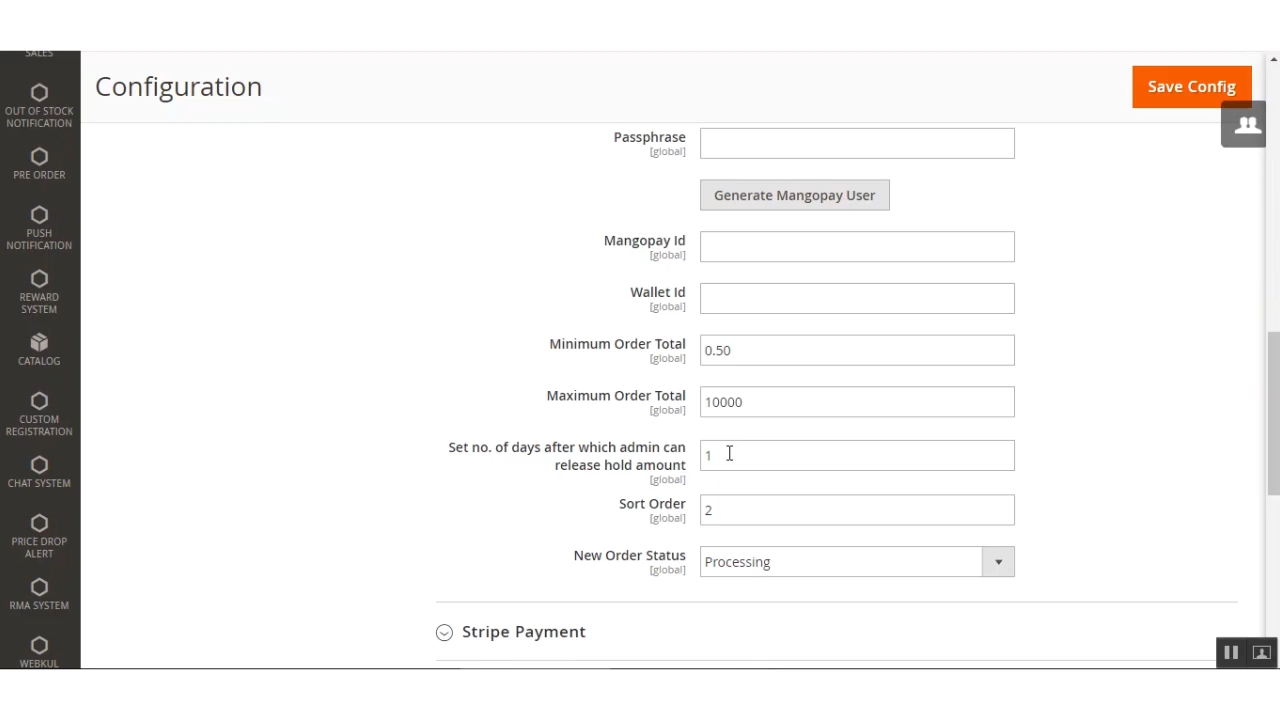 SALES
OUT OF STOCK
NOTIFICATION
PRE ORDER
PUSH
NOTIFICATION
REWARD
SYSTEM
CATALOG
CUSTOM
REGISTRATION
CHAT SYSTEM
PRICE DROP
ALERT
RMA SYSTEM
WEBKUL
Configuration
Save Config
Passphrase
[global]
Generate Mangopay User
Mangopay Id
[global]
Wallet Id
[global]
Minimum Order Total
[global]
0.50
Maximum Order Total
[global]
10000
Set no. of days after which admin can
release hold amount
[global]
1
Sort Order
[global]
2
New Order Status
[global]
Processing
Stripe Payment